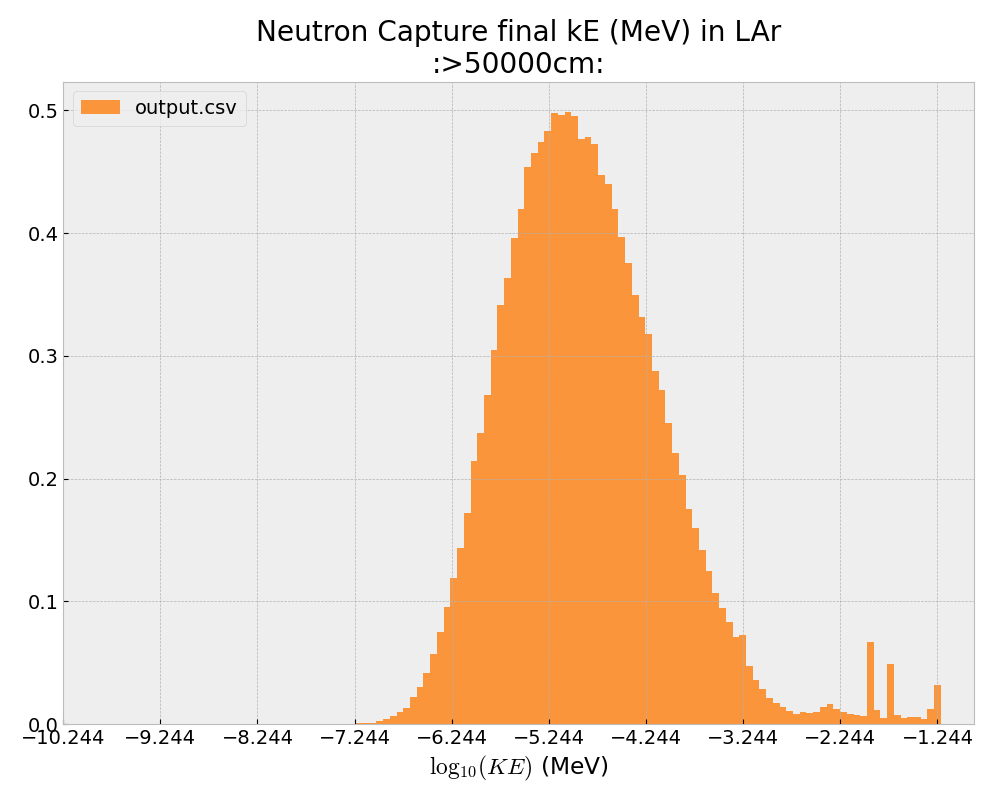 Neutron Capture final kE (MeV) in LAr
:>50000cm:
output.csv
0.5
0.4
0.3
0.2
0.1
0.0
−10.244 −9.244 −8.244 −7.244 −6.244 −5.244 −4.244 −3.244 −2.244 −1.244
log10(KE) (MeV)